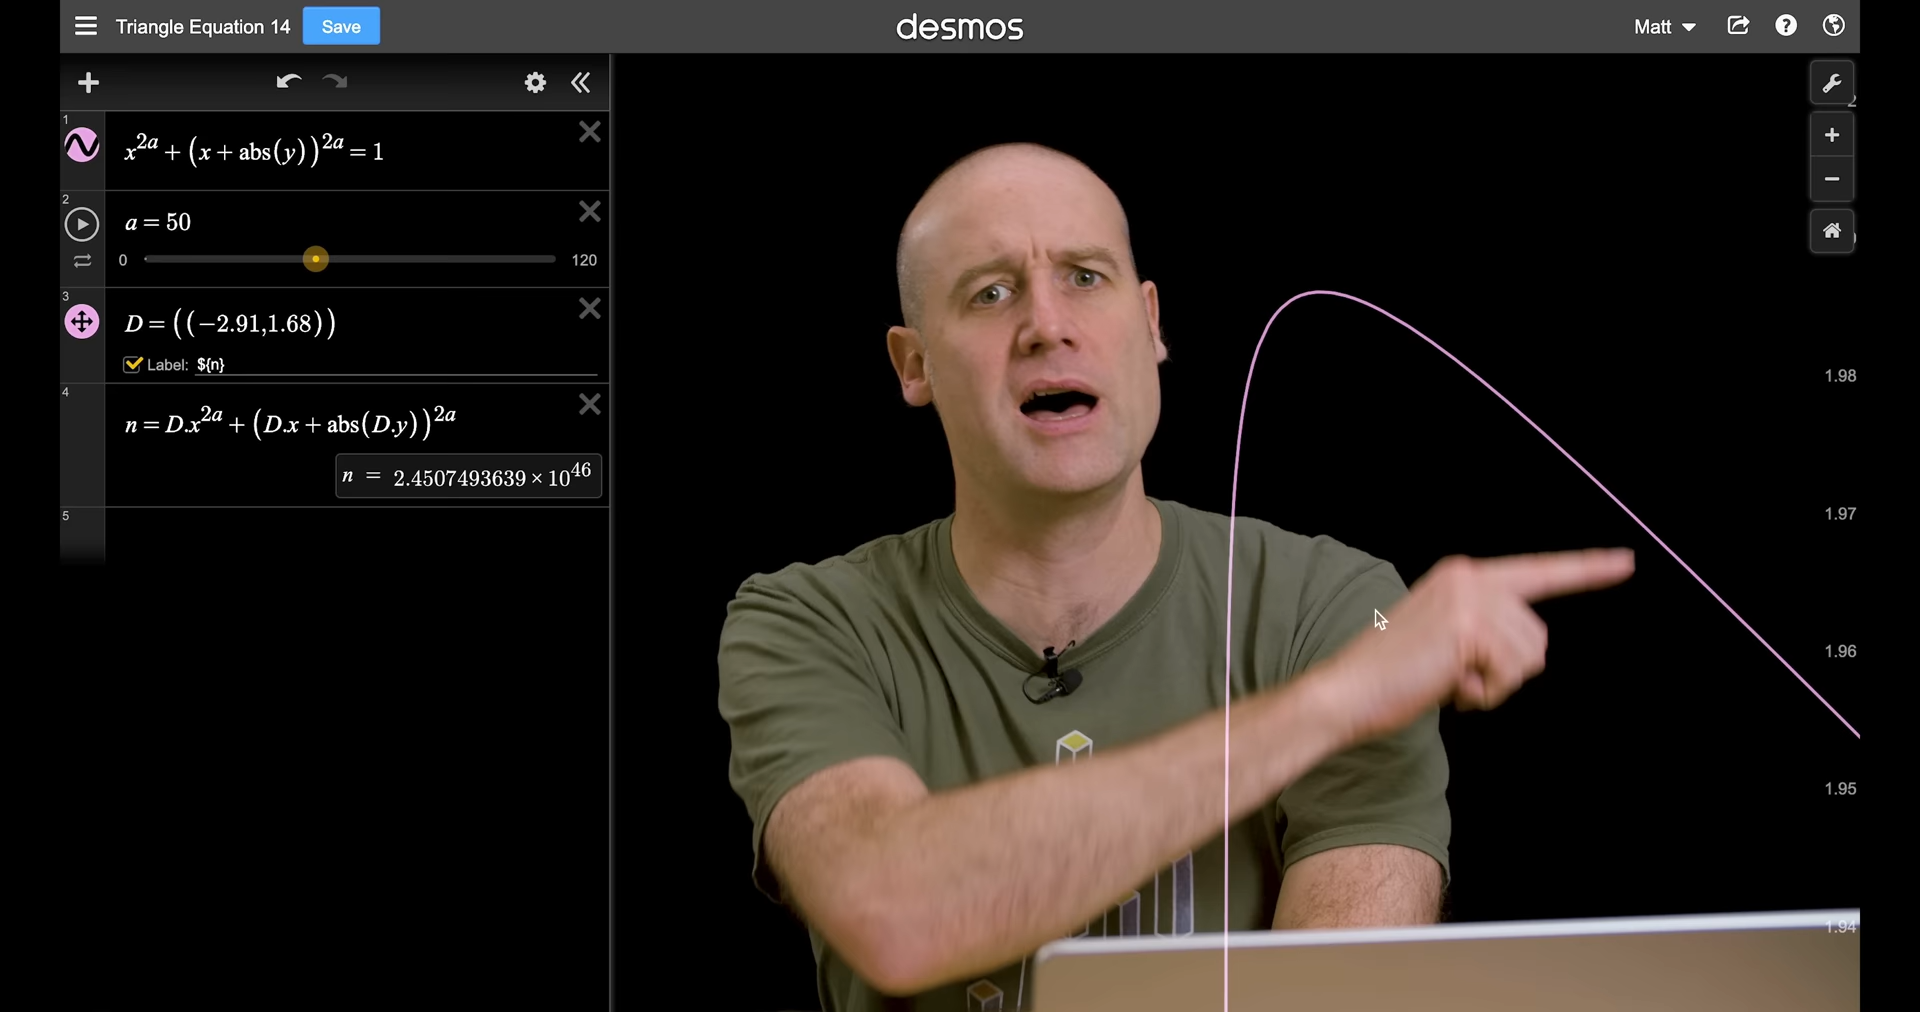 Triangle Equation 14
Save
desmos
Matt
1
x^{2a} + (x + abs(y))^{2a} = 1
2
a = 50
0
120
3
D = ((−2.91,1.68))
Label: ${n}
4
n = D.x^{2a} + (D.x + abs(D.y))^{2a}
n = 2.4507493639 × 10^{46}
5
1.98
1.97
1.96
1.95
1.94